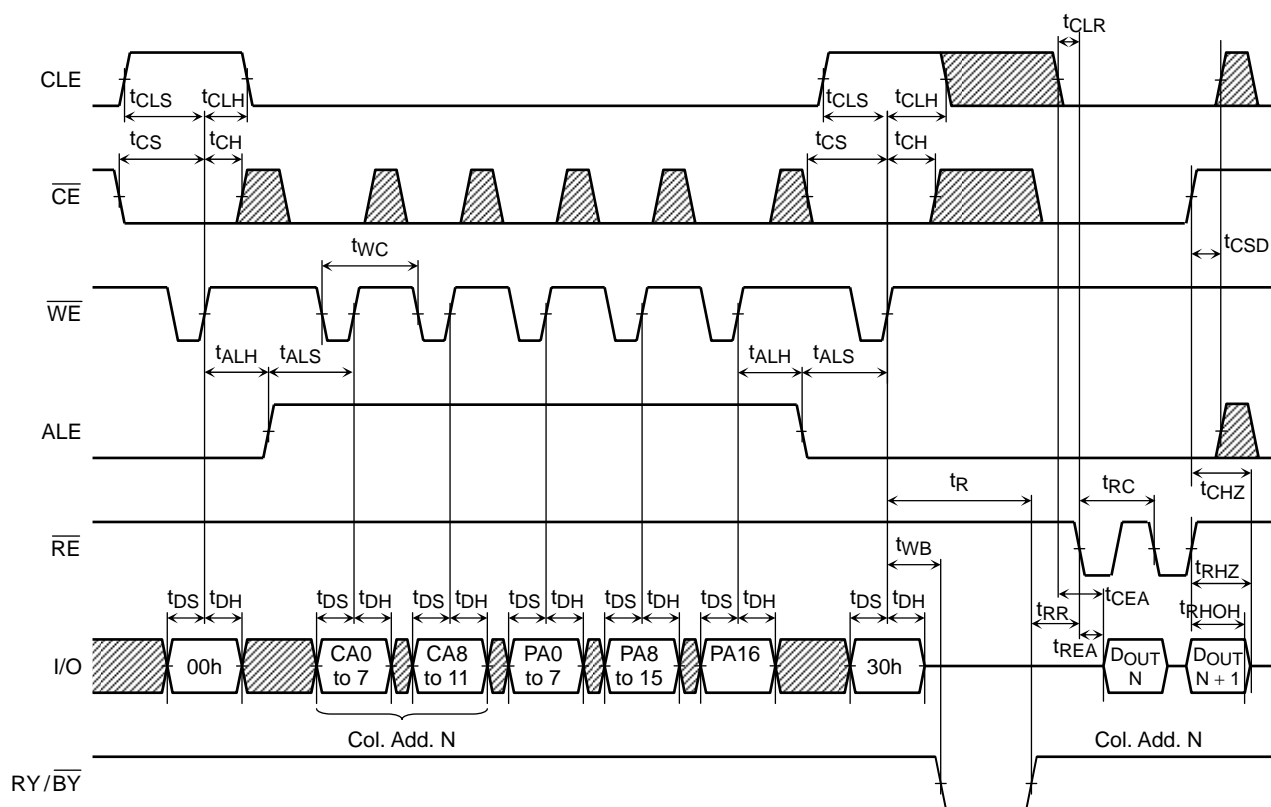 tCLR
CLE
tCLS tCLH tCLS tCLH
tCS tCH tCS tCH
CE
tWC tCSD
WE
tALH tALS tALH tALS
ALE
tR tRC tCHZ
RE
tWB tRHZ
tDS tDH tDS tDH tDS tDH tDS tDH tDS tDH tDS tDH tDS tDH tRR tCEA tRHOH
tREA
I/O 00h CA0 to 7 CA8 to 11 PA0 to 7 PA8 to 15 PA16 30h DOUT N DOUT N + 1
Col. Add. N Col. Add. N
RY/BY